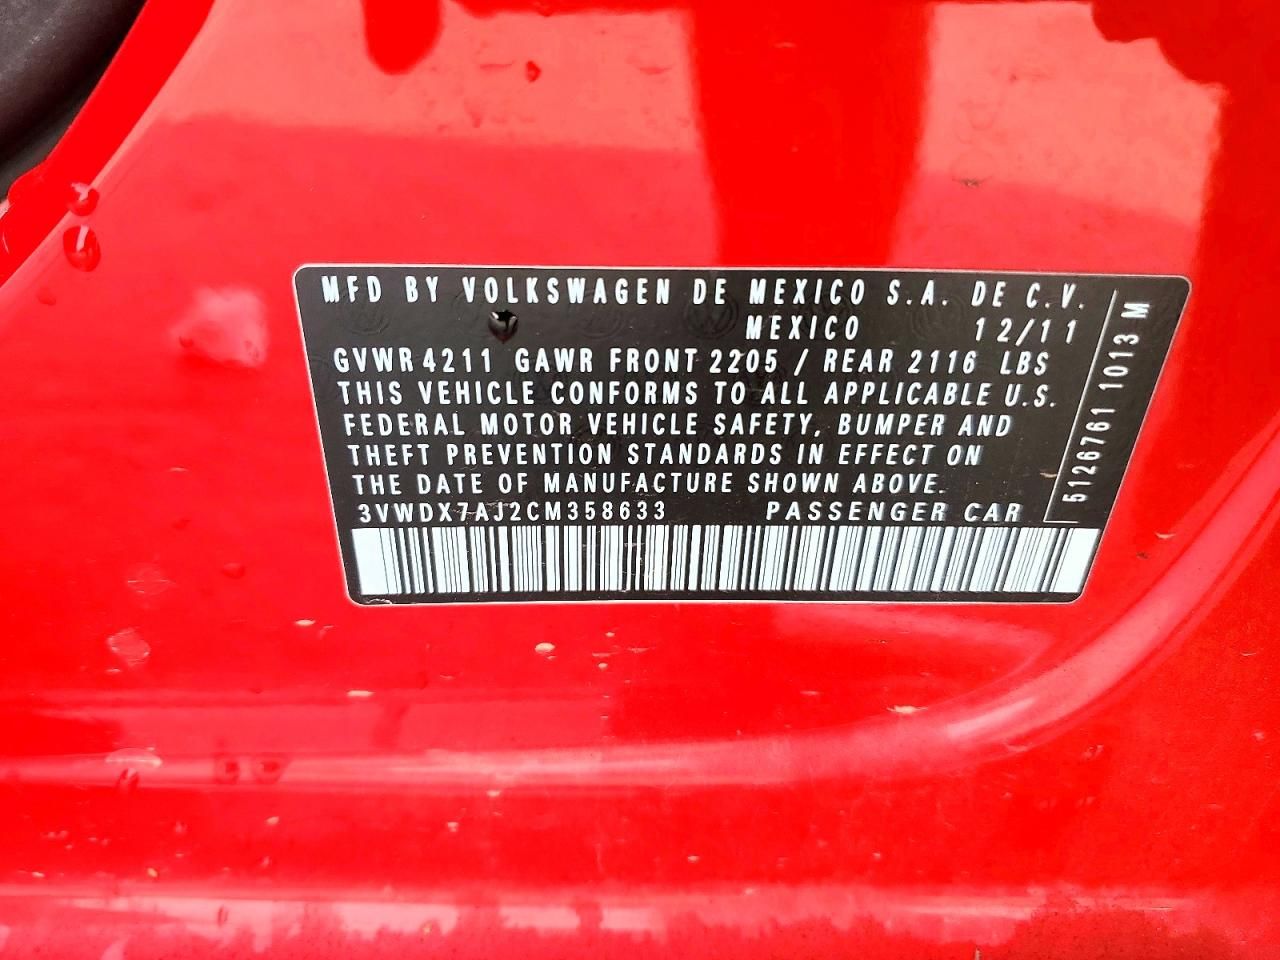 MFD BY VOLKSWAGEN DE MEXICO S.A. DE C.V.
MEXICO 12/11
GVWR 4211 GAWR FRONT 2205 / REAR 2116 LBS
THIS VEHICLE CONFORMS TO ALL APPLICABLE U.S.
FEDERAL MOTOR VEHICLE SAFETY, BUMPER AND
THEFT PREVENTION STANDARDS IN EFFECT ON
THE DATE OF MANUFACTURE SHOWN ABOVE.
3VWDX7AJ2CM358633 PASSENGER CAR
5126761 1013 M